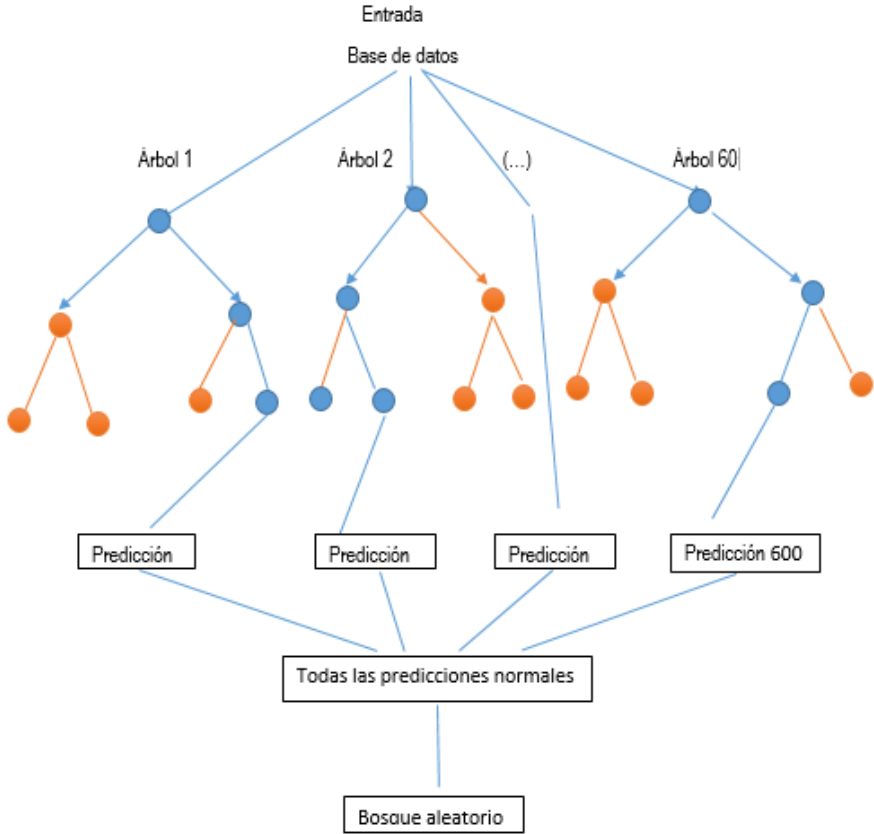 Entrada
Base de datos
Árbol 1
Árbol 2
(...)
Árbol 60
Predicción
Predicción
Predicción
Predicción 600
Todas las predicciones normales
Bosque aleatorio